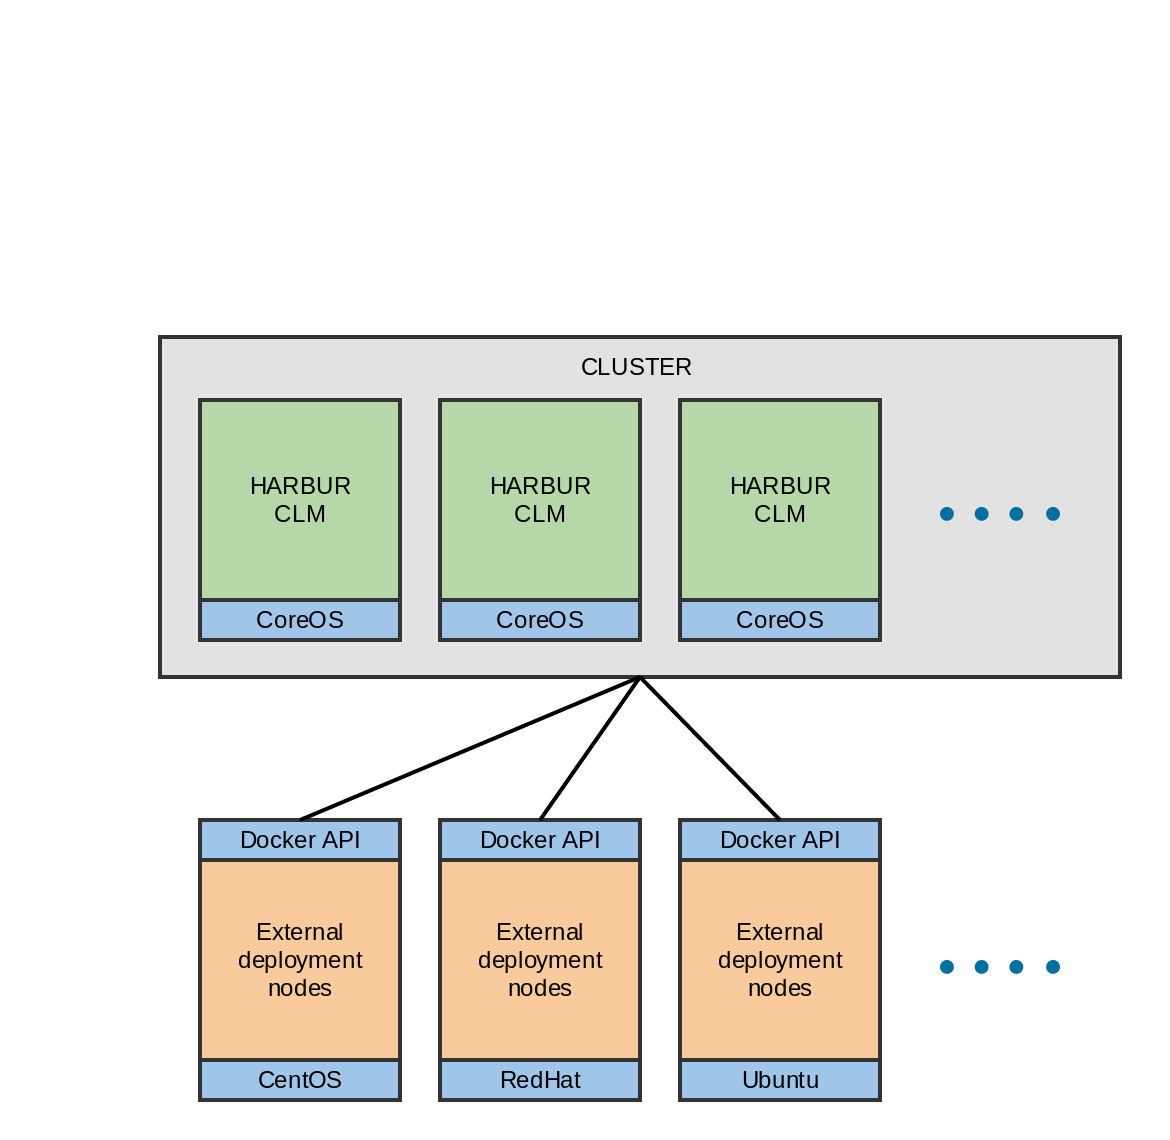 CLUSTER
HARBUR
CLM
HARBUR
CLM
HARBUR
CLM
CoreOS
CoreOS
CoreOS
Docker API
Docker API
Docker API
External
deployment
nodes
External
deployment
nodes
External
deployment
nodes
CentOS
RedHat
Ubuntu